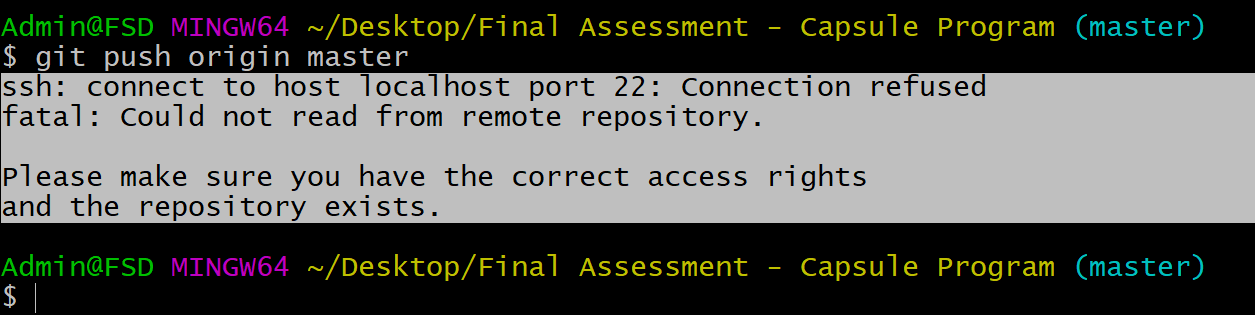 Admin@FSD MINGW64 ~/Desktop/Final Assessment - Capsule Program (master)
$ git push origin master
ssh: connect to host localhost port 22: Connection refused
fatal: Could not read from remote repository.

Please make sure you have the correct access rights
and the repository exists.

Admin@FSD MINGW64 ~/Desktop/Final Assessment - Capsule Program (master)
$